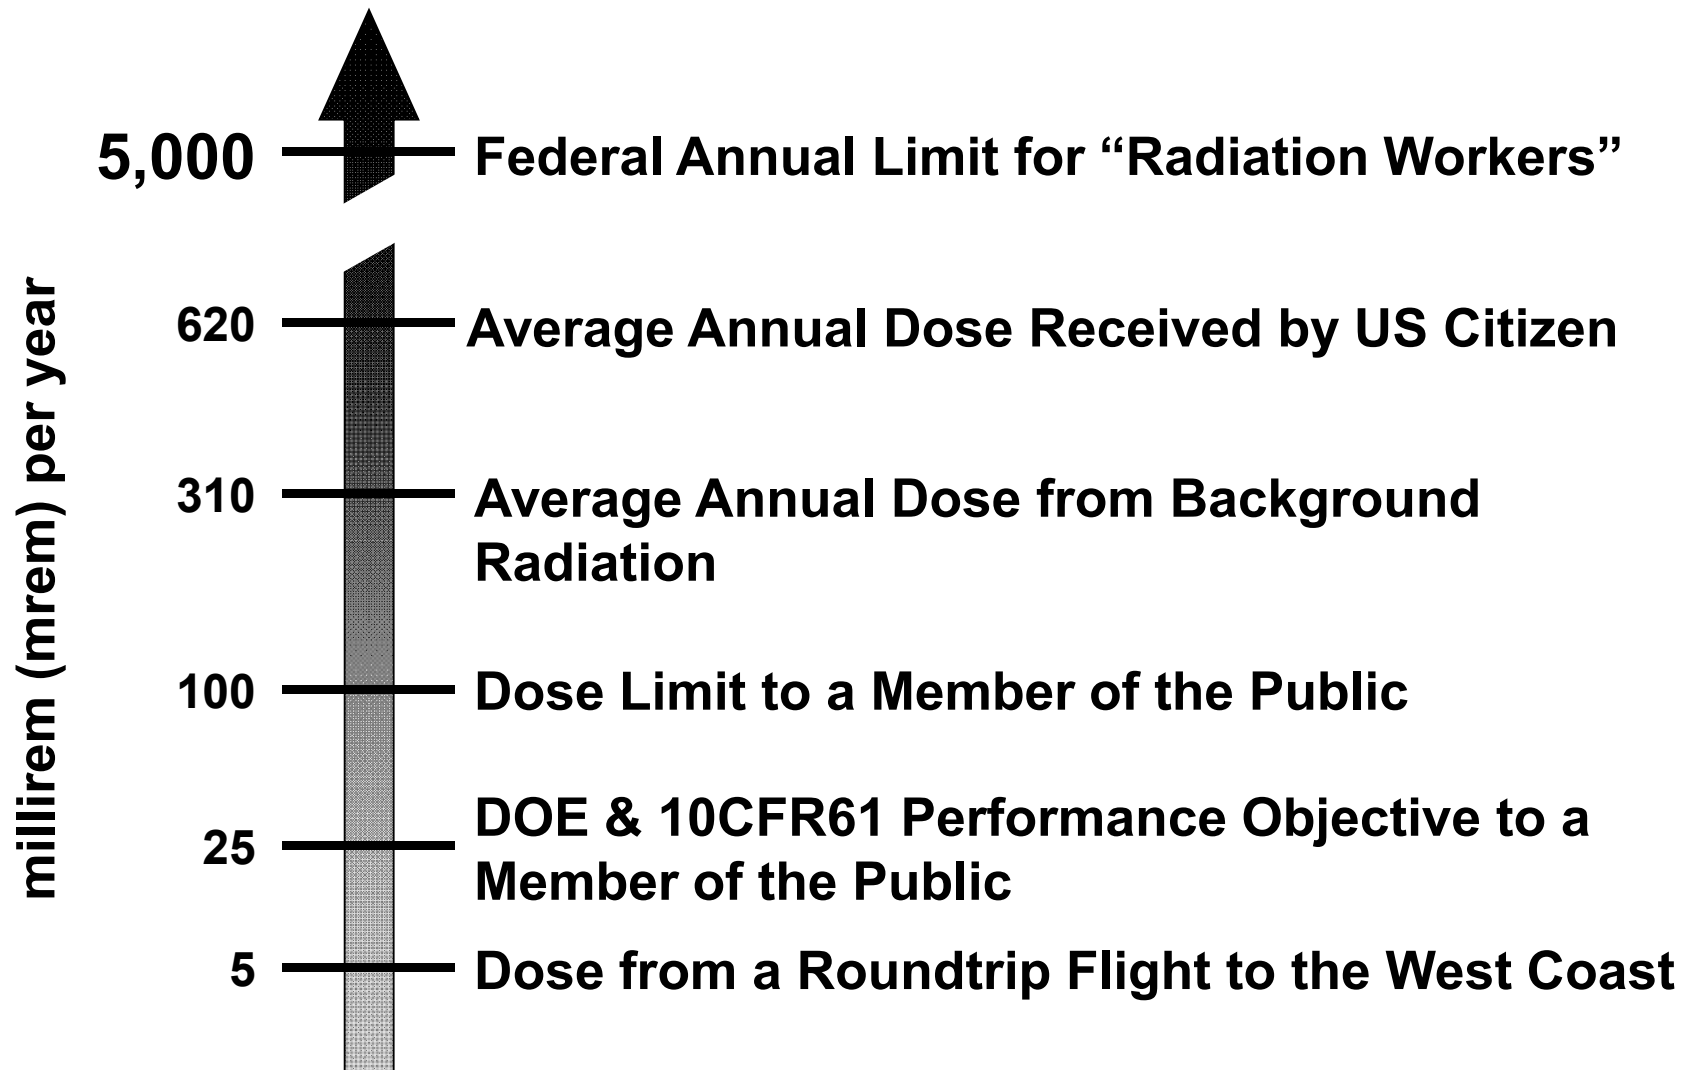 millirem (mrem) per year
5,000 Federal Annual Limit for “Radiation Workers”
620 Average Annual Dose Received by US Citizen
310 Average Annual Dose from Background
Radiation
100 Dose Limit to a Member of the Public
25 DOE & 10CFR61 Performance Objective to a
Member of the Public
5 Dose from a Roundtrip Flight to the West Coast